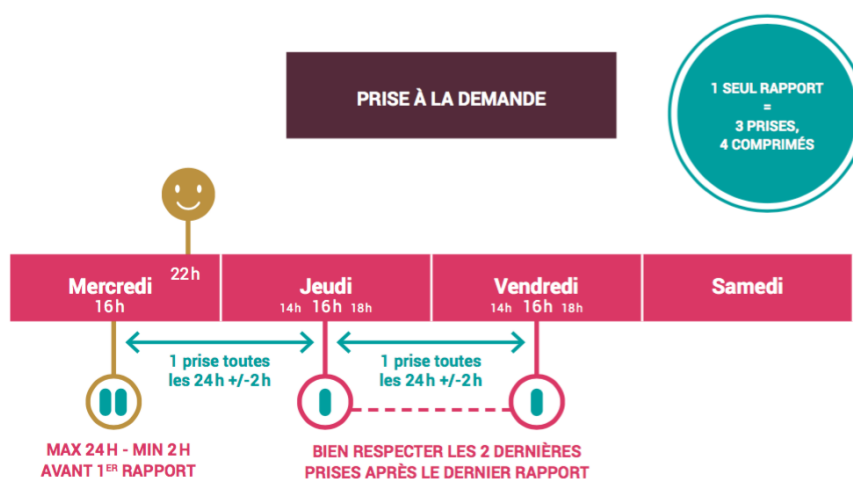 PRISE À LA DEMANDE
1 SEUL RAPPORT
=
3 PRISES,
4 COMPRIMÉS
22h
Mercredi
16h
Jeudi
14h 16h 18h
Vendredi
14h 16h 18h
Samedi
1 prise toutes
les 24h +/-2h
1 prise toutes
les 24h +/-2h
MAX 24H - MIN 2H
AVANT 1ER RAPPORT
BIEN RESPECTER LES 2 DERNIÈRES
PRISES APRÈS LE DERNIER RAPPORT